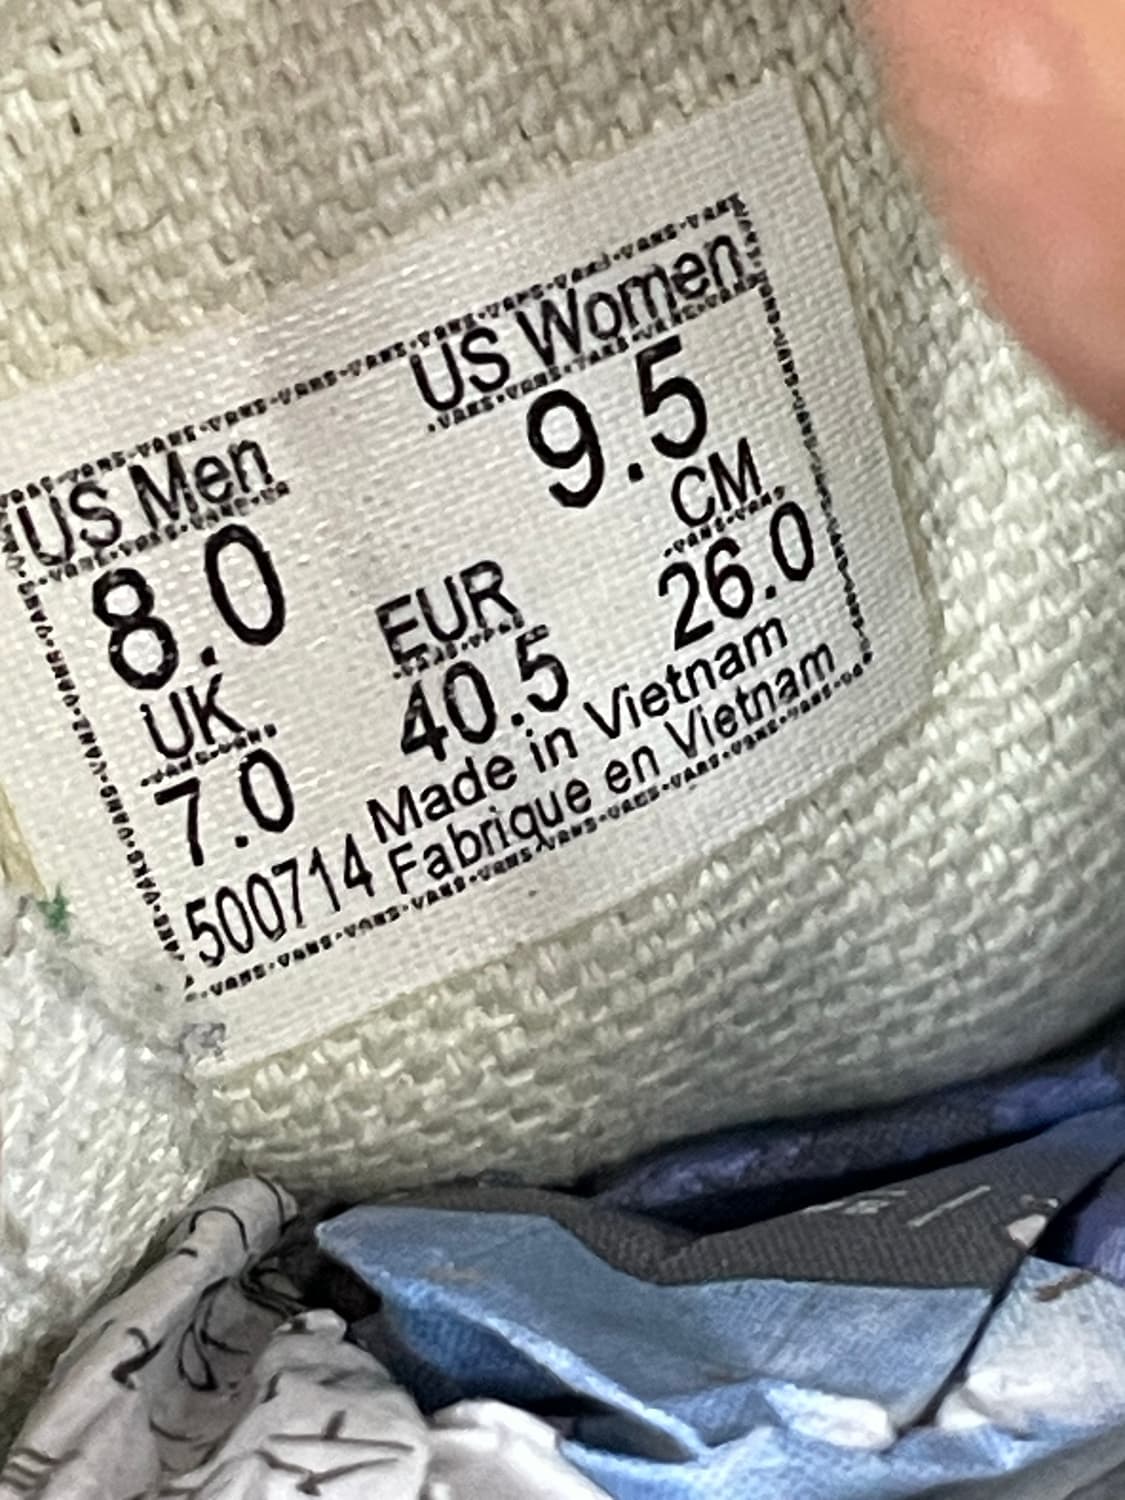 US Men US Women
8.0 9.5
UK EUR CM
7.0 40.5 26.0
Made in Vietnam
500714 Fabrique en Vietnam